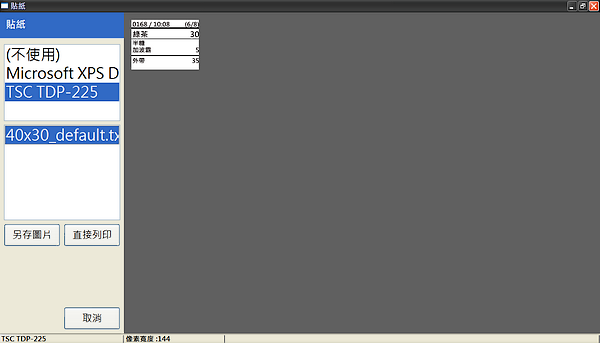 貼紙
貼紙
(不使用)
Microsoft XPS D
TSC TDP-225
40x30_default.tx
另存圖片 直接列印
取消
0168 / 10:08 (6/8)
綠茶 30
半糖
加波霸 5
外帶 35
TSC TDP-225 像素寬度 :144